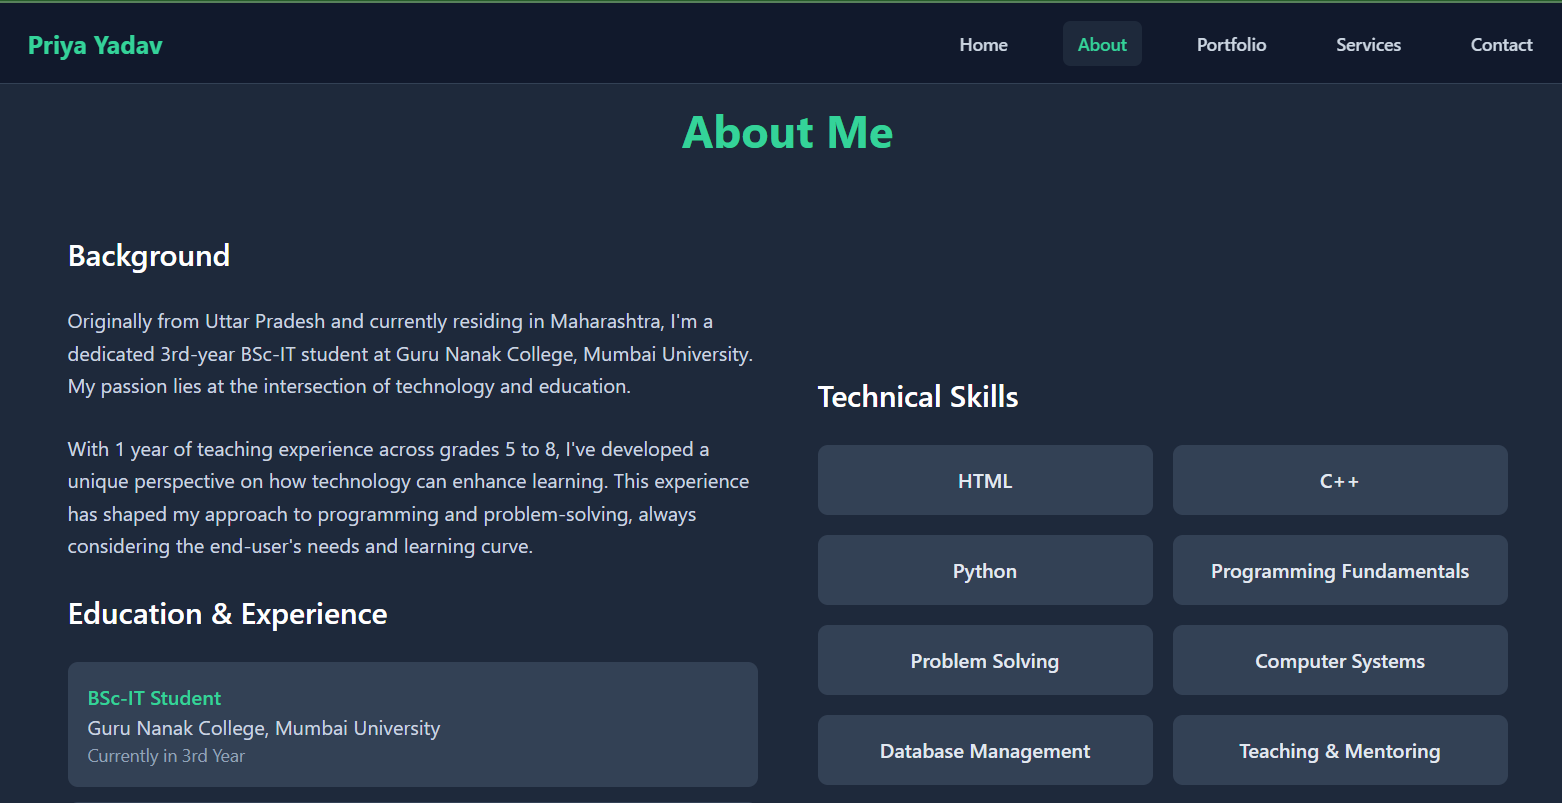 Priya Yadav
Home
About
Portfolio
Services
Contact
About Me
Background
Originally from Uttar Pradesh and currently residing in Maharashtra, I'm a
dedicated 3rd-year BSc-IT student at Guru Nanak College, Mumbai University.
My passion lies at the intersection of technology and education.
With 1 year of teaching experience across grades 5 to 8, I've developed a
unique perspective on how technology can enhance learning. This experience
has shaped my approach to programming and problem-solving, always
considering the end-user's needs and learning curve.
Education & Experience
BSc-IT Student
Guru Nanak College, Mumbai University
Currently in 3rd Year
Technical Skills
HTML
C++
Python
Programming Fundamentals
Problem Solving
Computer Systems
Database Management
Teaching & Mentoring